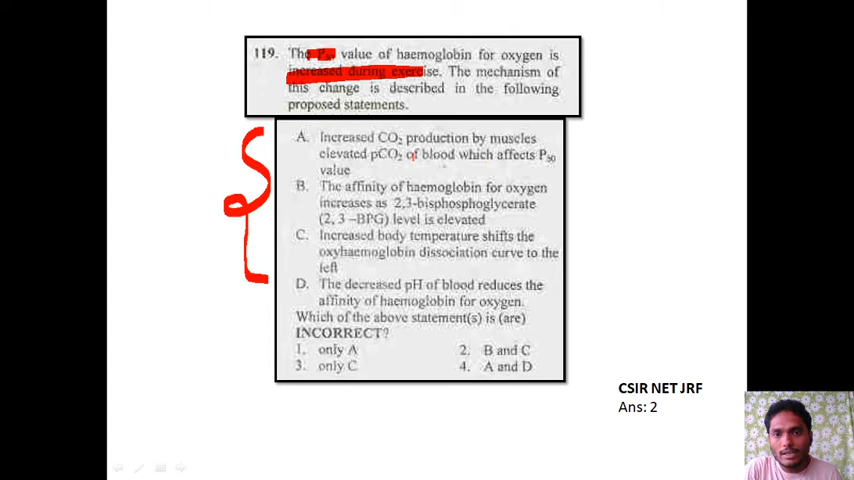 119. The P50 value of haemoglobin for oxygen is
increased during exercise. The mechanism of
this change is described in the following
proposed statements.
A. Increased CO2 production by muscles
elevated pCO2 of blood which affects P50
value
B. The affinity of haemoglobin for oxygen
increases as 2,3-bisphosphoglycerate
(2, 3 –BPG) level is elevated
C. Increased body temperature shifts the
oxyhaemoglobin dissociation curve to the
left
D. The decreased pH of blood reduces the
affinity of haemoglobin for oxygen.
Which of the above statement(s) is (are)
INCORRECT?
1. only A 2. B and C
3. only C 4. A and D
CSIR NET JRF
Ans: 2